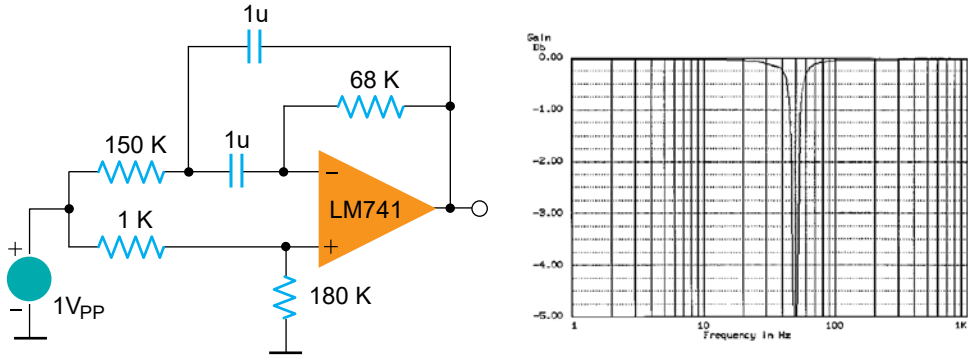 1u
68 K
150 K
1u
−
LM741
1 K
+
+
180 K
−
1VPP
Gain
Db
0.00
-1.00
-2.00
-3.00
-4.00
-5.00
1
10
100
1K
Frequency in Hz